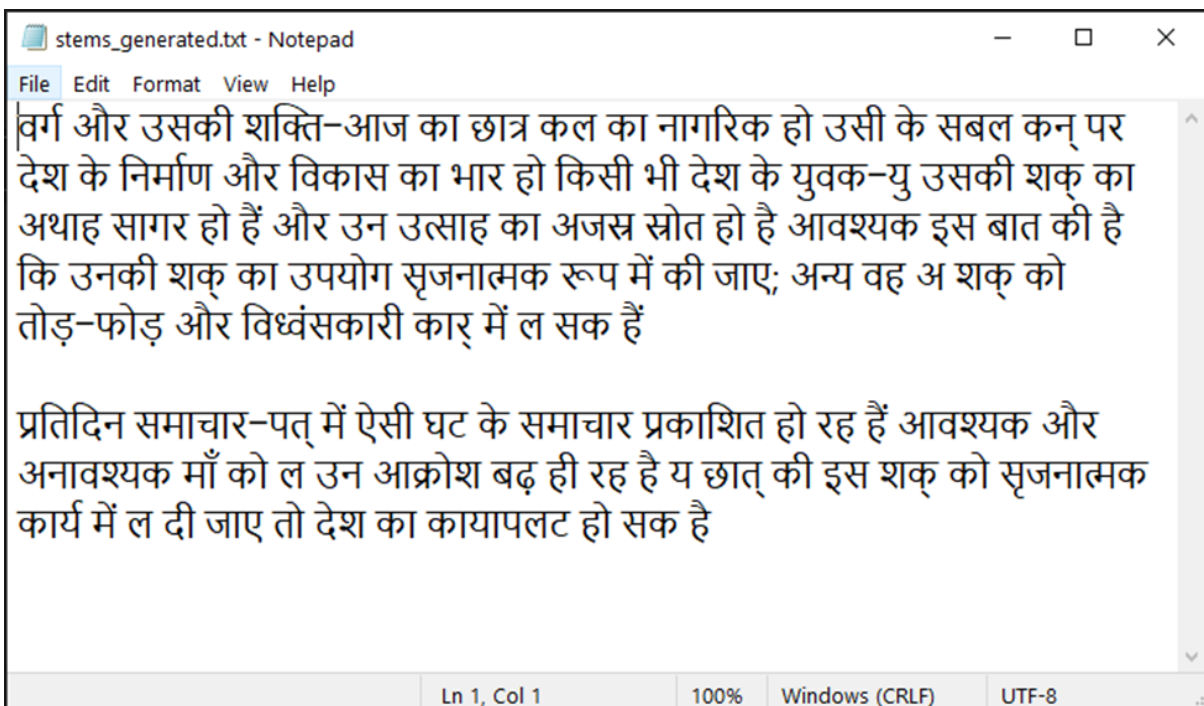 stems_generated.txt - Notepad
File Edit Format View Help
वर्ग और उसकी शक्ति-आज का छात्र कल का नागरिक हो उसी के सबल कन् पर
देश के निर्माण और विकास का भार हो किसी भी देश के युवक-यु उसकी शक् का
अथाह सागर हो हैं और उन उत्साह का अजस्र स्रोत हो है आवश्यक इस बात की है
कि उनकी शक् का उपयोग सृजनात्मक रूप में की जाए; अन्य वह अ शक् को
तोड़-फोड़ और विध्वंसकारी कार् में ल सक हैं
प्रतिदिन समाचार-पत् में ऐसी घट के समाचार प्रकाशित हो रह हैं आवश्यक और
अनावश्यक माँ को ल उन आक्रोश बढ़ ही रह है य छात् की इस शक् को सृजनात्मक
कार्य में ल दी जाए तो देश का कायापलट हो सक है
Ln 1, Col 1 100% Windows (CRLF) UTF-8